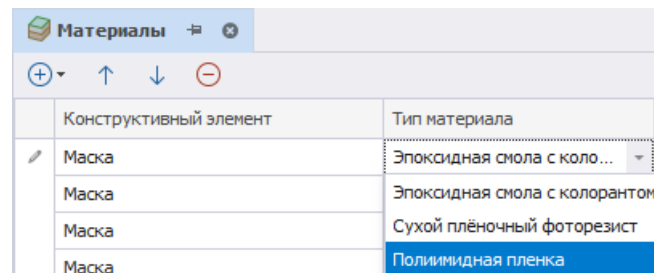 Материалы
Конструктивный элемент Тип материала
Маска Эпоксидная смола с коло...
Маска Эпоксидная смола с колорантом
Маска Сухой плёночный фоторезист
Маска Полиимидная пленка